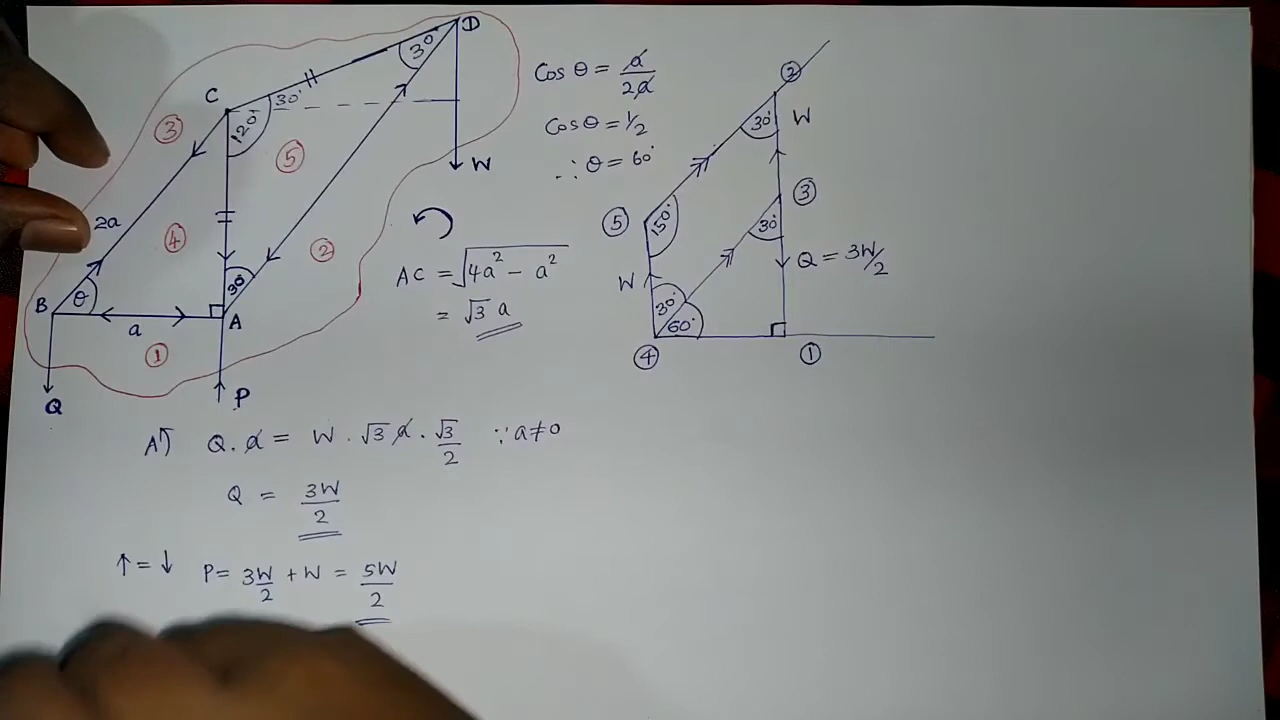 D
30°
C
30°
120°
③
⑤
W
2a
④
②
B
θ
30°
A
a
①
Q
P
Cos θ = a/2a
Cos θ = 1/2
∴ θ = 60°
AC = √(4a² − a²)
= √3 a
②
30°
W
③
⑤
150°
30°
Q = 3W/2
W
30°
60°
④
①
A↰ Q . a = W . √3 a . √3/2 ∵ a ≠ 0
Q = 3W/2
↑ = ↓ P = 3W/2 + W = 5W/2